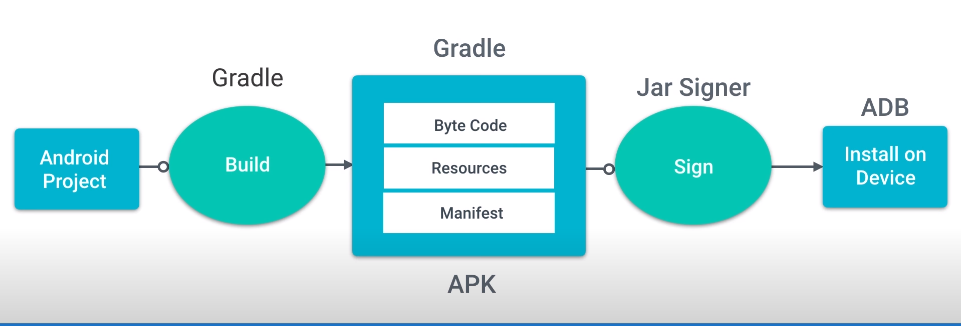 Gradle
Gradle
Jar Signer
ADB
Android
Project
Build
Byte Code
Resources
Manifest
Sign
Install on
Device
APK